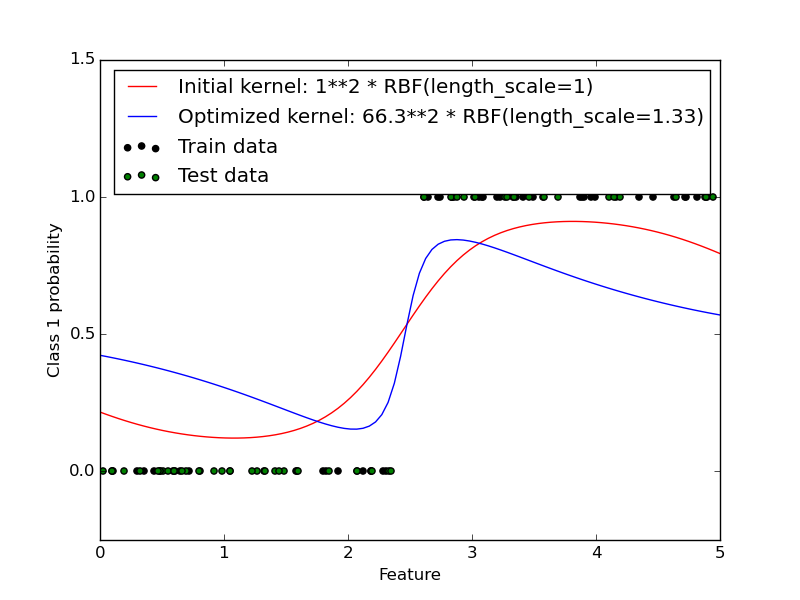 1.5
Initial kernel: 1**2 * RBF(length_scale=1)
Optimized kernel: 66.3**2 * RBF(length_scale=1.33)
Train data
Test data
1.0
Class 1 probability
0.5
0.0
0 1 2 3 4 5
Feature